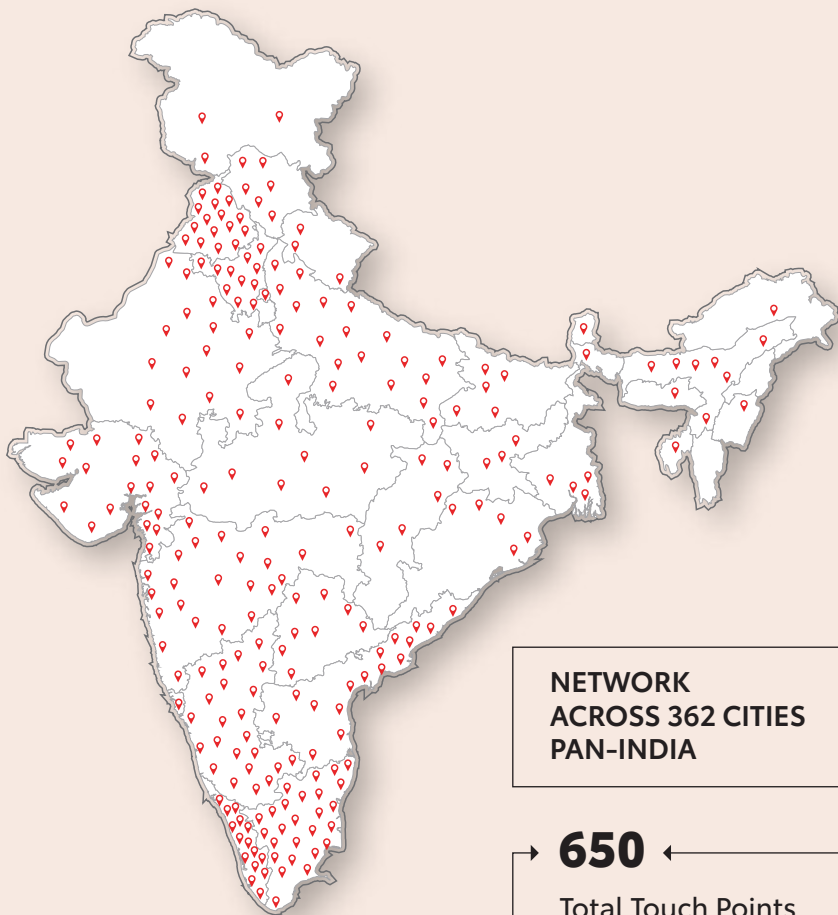 NETWORK
ACROSS 362 CITIES
PAN-INDIA
650
Total Touch Points